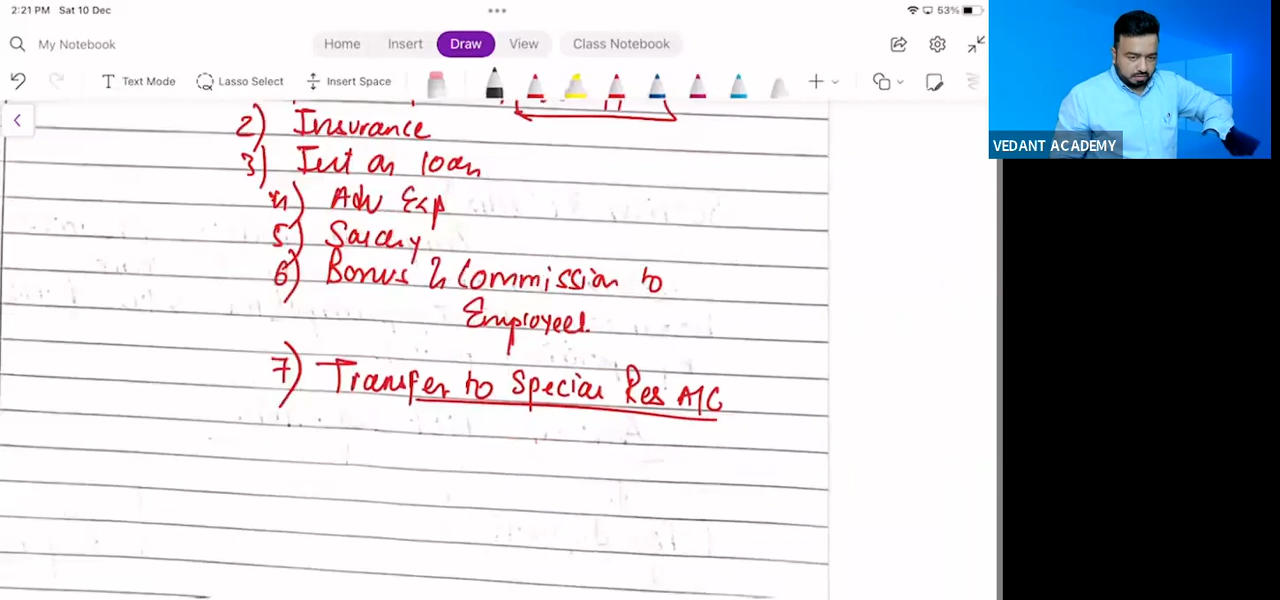 2:21 PM Sat 10 Dec
53%
My Notebook
Home Insert Draw View Class Notebook
Text Mode Lasso Select Insert Space
VEDANT ACADEMY
2) Insurance
3) Int on loan
4) Adv Exp
5) Salary
6) Bonus & Commission to
Employees
7) Transfer to Special Res A/C